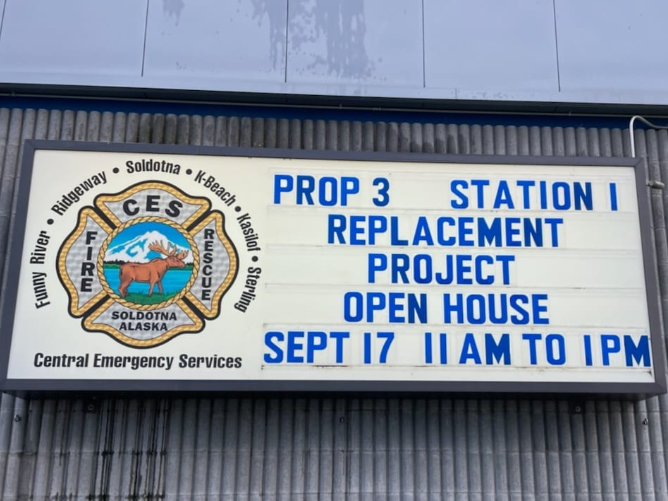 Funny River • Ridgeway • Soldotna • K-Beach • Kasilof • Sterling
CES
FIRE
RESCUE
SOLDOTNA
ALASKA
Central Emergency Services
PROP 3 STATION 1
REPLACEMENT
PROJECT
OPEN HOUSE
SEPT 17 11 AM TO 1 PM